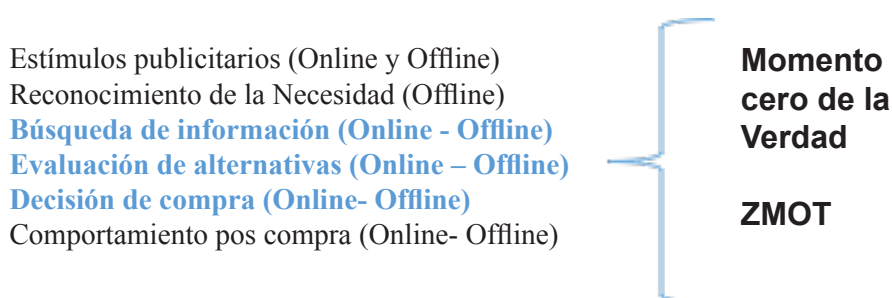 Estímulos publicitarios (Online y Offline)
Reconocimiento de la Necesidad (Offline)
Búsqueda de información (Online - Offline)
Evaluación de alternativas (Online – Offline)
Decisión de compra (Online- Offline)
Comportamiento pos compra (Online- Offline)
Momento
cero de la
Verdad
ZMOT